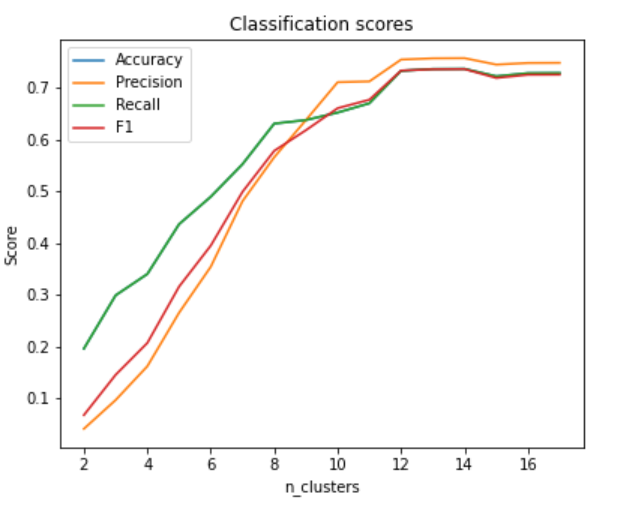 Classification scores
Accuracy
Precision
Recall
F1
0.7
0.6
0.5
0.4
0.3
0.2
0.1
Score
2 4 6 8 10 12 14 16
n_clusters